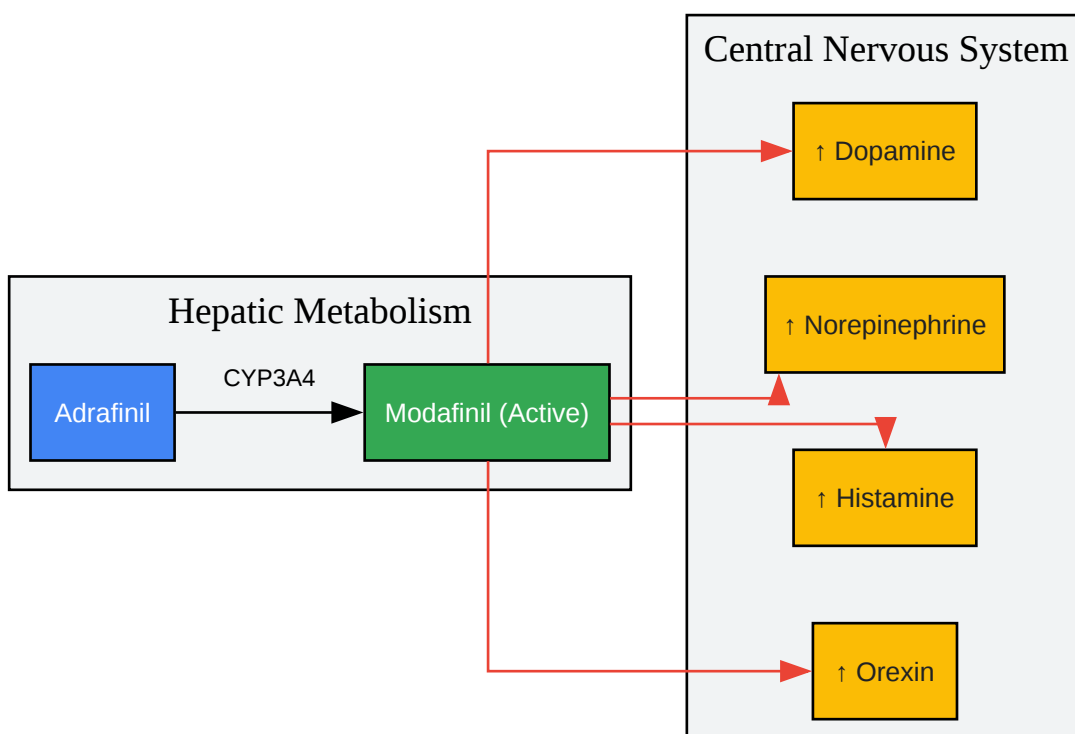 Central Nervous System
↑ Dopamine
↑ Norepinephrine
Hepatic Metabolism
CYP3A4
Adrafinil
Modafinil (Active)
↑ Histamine
↑ Orexin